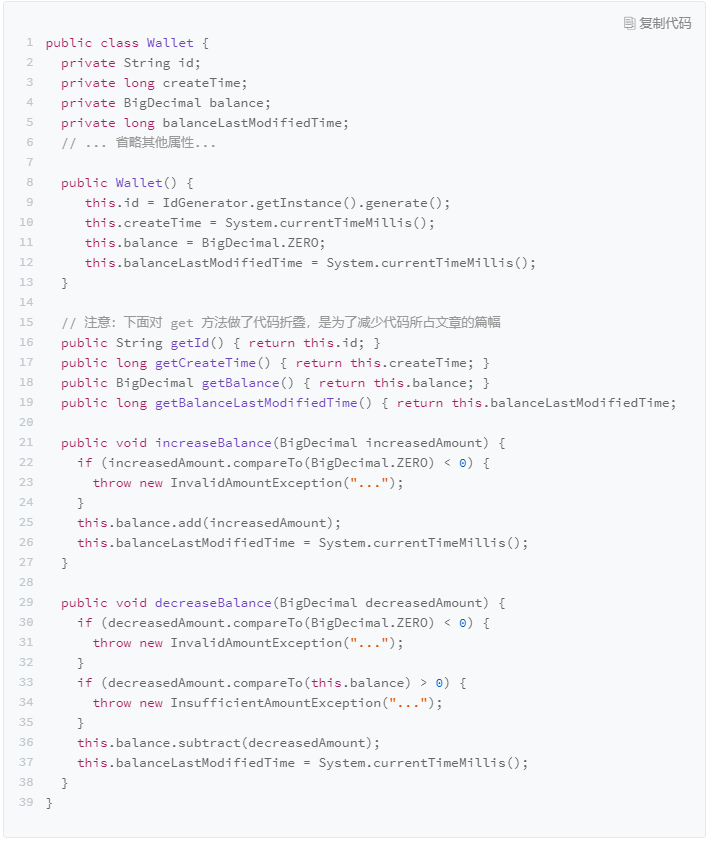 复制代码
1 public class Wallet {
2   private String id;
3   private long createTime;
4   private BigDecimal balance;
5   private long balanceLastModifiedTime;
6   // ... 省略其他属性...
7
8   public Wallet() {
9      this.id = IdGenerator.getInstance().generate();
10      this.createTime = System.currentTimeMillis();
11      this.balance = BigDecimal.ZERO;
12      this.balanceLastModifiedTime = System.currentTimeMillis();
13   }
14
15   // 注意：下面对 get 方法做了代码折叠，是为了减少代码所占文章的篇幅
16   public String getId() { return this.id; }
17   public long getCreateTime() { return this.createTime; }
18   public BigDecimal getBalance() { return this.balance; }
19   public long getBalanceLastModifiedTime() { return this.balanceLastModifiedTime;
20
21   public void increaseBalance(BigDecimal increasedAmount) {
22     if (increasedAmount.compareTo(BigDecimal.ZERO) < 0) {
23       throw new InvalidAmountException("...");
24     }
25     this.balance.add(increasedAmount);
26     this.balanceLastModifiedTime = System.currentTimeMillis();
27   }
28
29   public void decreaseBalance(BigDecimal decreasedAmount) {
30     if (decreasedAmount.compareTo(BigDecimal.ZERO) < 0) {
31       throw new InvalidAmountException("...");
32     }
33     if (decreasedAmount.compareTo(this.balance) > 0) {
34       throw new InsufficientAmountException("...");
35     }
36     this.balance.subtract(decreasedAmount);
37     this.balanceLastModifiedTime = System.currentTimeMillis();
38   }
39 }